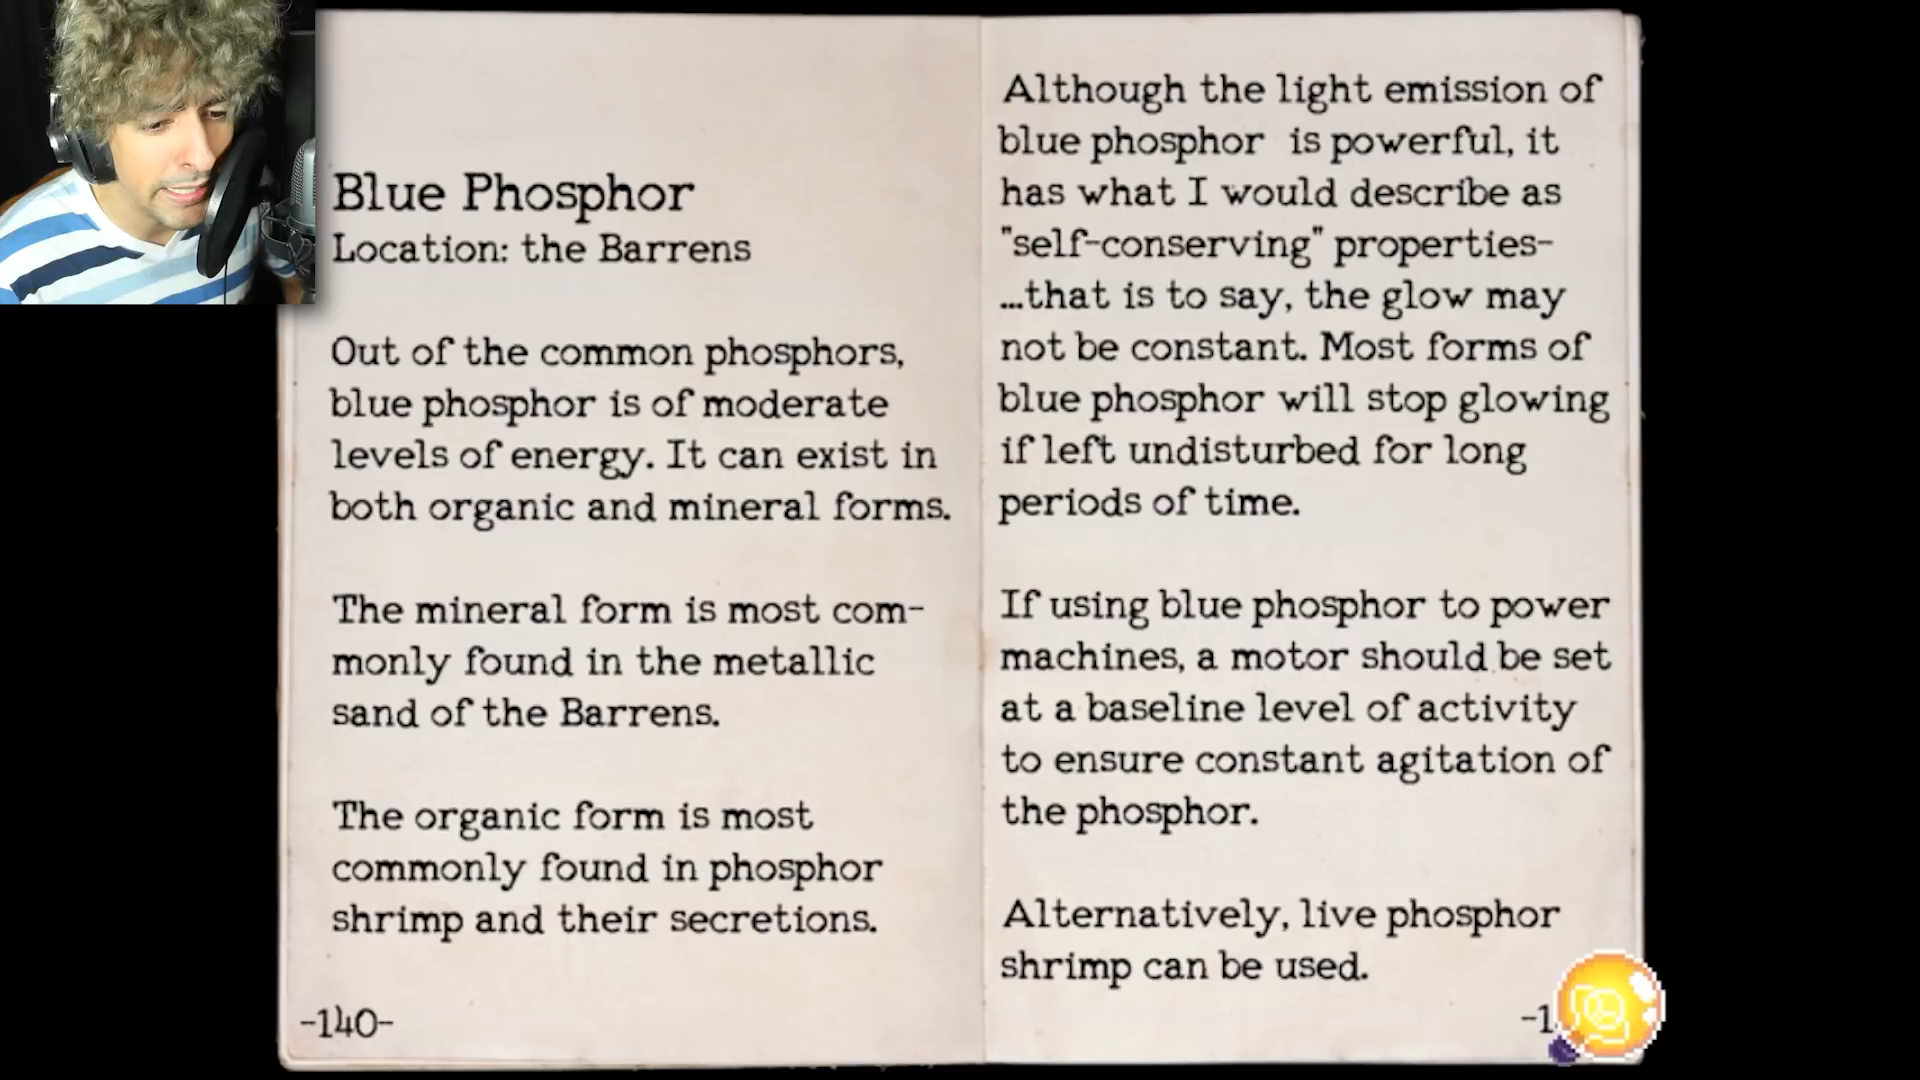 Blue Phosphor
Location: the Barrens
Out of the common phosphors,
blue phosphor is of moderate
levels of energy. It can exist in
both organic and mineral forms.
The mineral form is most com-
monly found in the metallic
sand of the Barrens.
The organic form is most
commonly found in phosphor
shrimp and their secretions.
-140-
Although the light emission of
blue phosphor is powerful, it
has what I would describe as
"self-conserving" properties-
...that is to say, the glow may
not be constant. Most forms of
blue phosphor will stop glowing
if left undisturbed for long
periods of time.
If using blue phosphor to power
machines, a motor should be set
at a baseline level of activity
to ensure constant agitation of
the phosphor.
Alternatively, live phosphor
shrimp can be used.